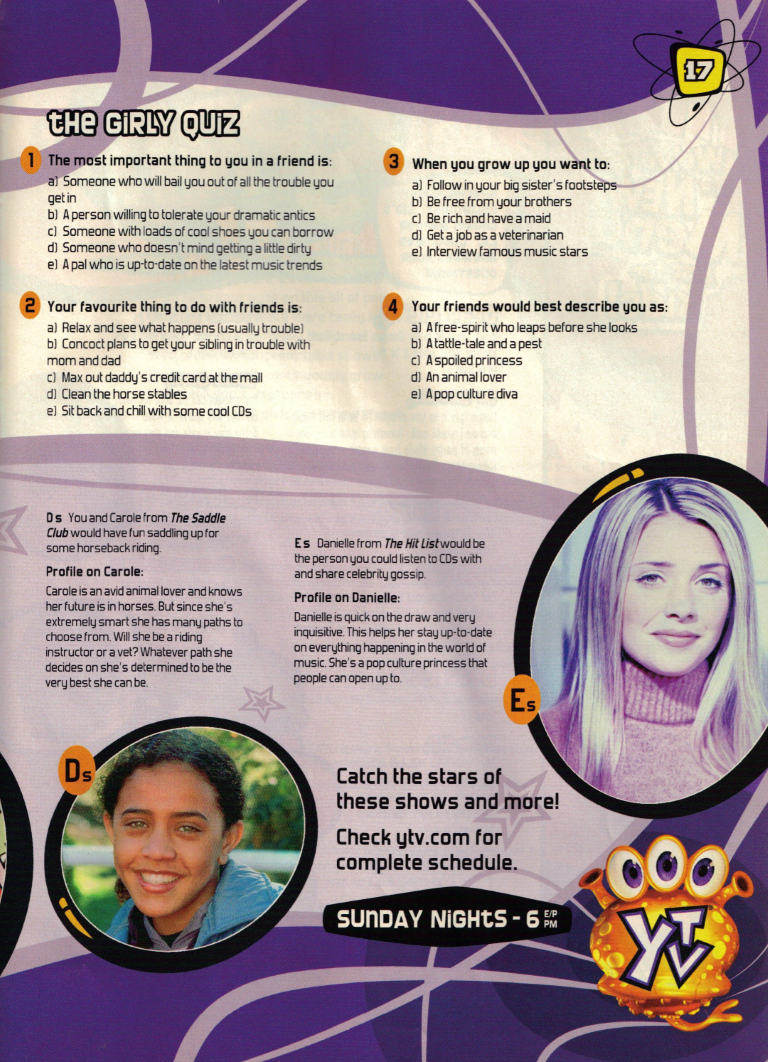 17
the GiRLY QUiZ
1 The most important thing to you in a friend is:
a) Someone who will bail you out of all the trouble you
get in
b) A person willing to tolerate your dramatic antics
c) Someone with loads of cool shoes you can borrow
d) Someone who doesn't mind getting a little dirty
e) A pal who is up-to-date on the latest music trends
2 Your favourite thing to do with friends is:
a) Relax and see what happens (usually trouble)
b) Concoct plans to get your sibling in trouble with
mom and dad
c) Max out daddy's credit card at the mall
d) Clean the horse stables
e) Sit back and chill with some cool CDs
3 When you grow up you want to:
a) Follow in your big sister's footsteps
b) Be free from your brothers
c) Be rich and have a maid
d) Get a job as a veterinarian
e) Interview famous music stars
4 Your friends would best describe you as:
a) A free-spirit who leaps before she looks
b) A tattle-tale and a pest
c) A spoiled princess
d) An animal lover
e) A pop culture diva
Ds You and Carole from The Saddle
Club would have fun saddling up for
some horseback riding.
Profile on Carole:
Carole is an avid animal lover and knows
her future is in horses. But since she's
extremely smart she has many paths to
choose from. Will she be a riding
instructor or a vet? Whatever path she
decides on she's determined to be the
very best she can be.
Es Danielle from The Hit List would be
the person you could listen to CDs with
and share celebrity gossip.
Profile on Danielle:
Danielle is quick on the draw and very
inquisitive. This helps her stay up-to-date
on everything happening in the world of
music. She's a pop culture princess that
people can open up to.
Es
Ds
Catch the stars of
these shows and more!
Check ytv.com for
complete schedule.
SUNDAY NiGHtS - 6 E/P
PM
YTV